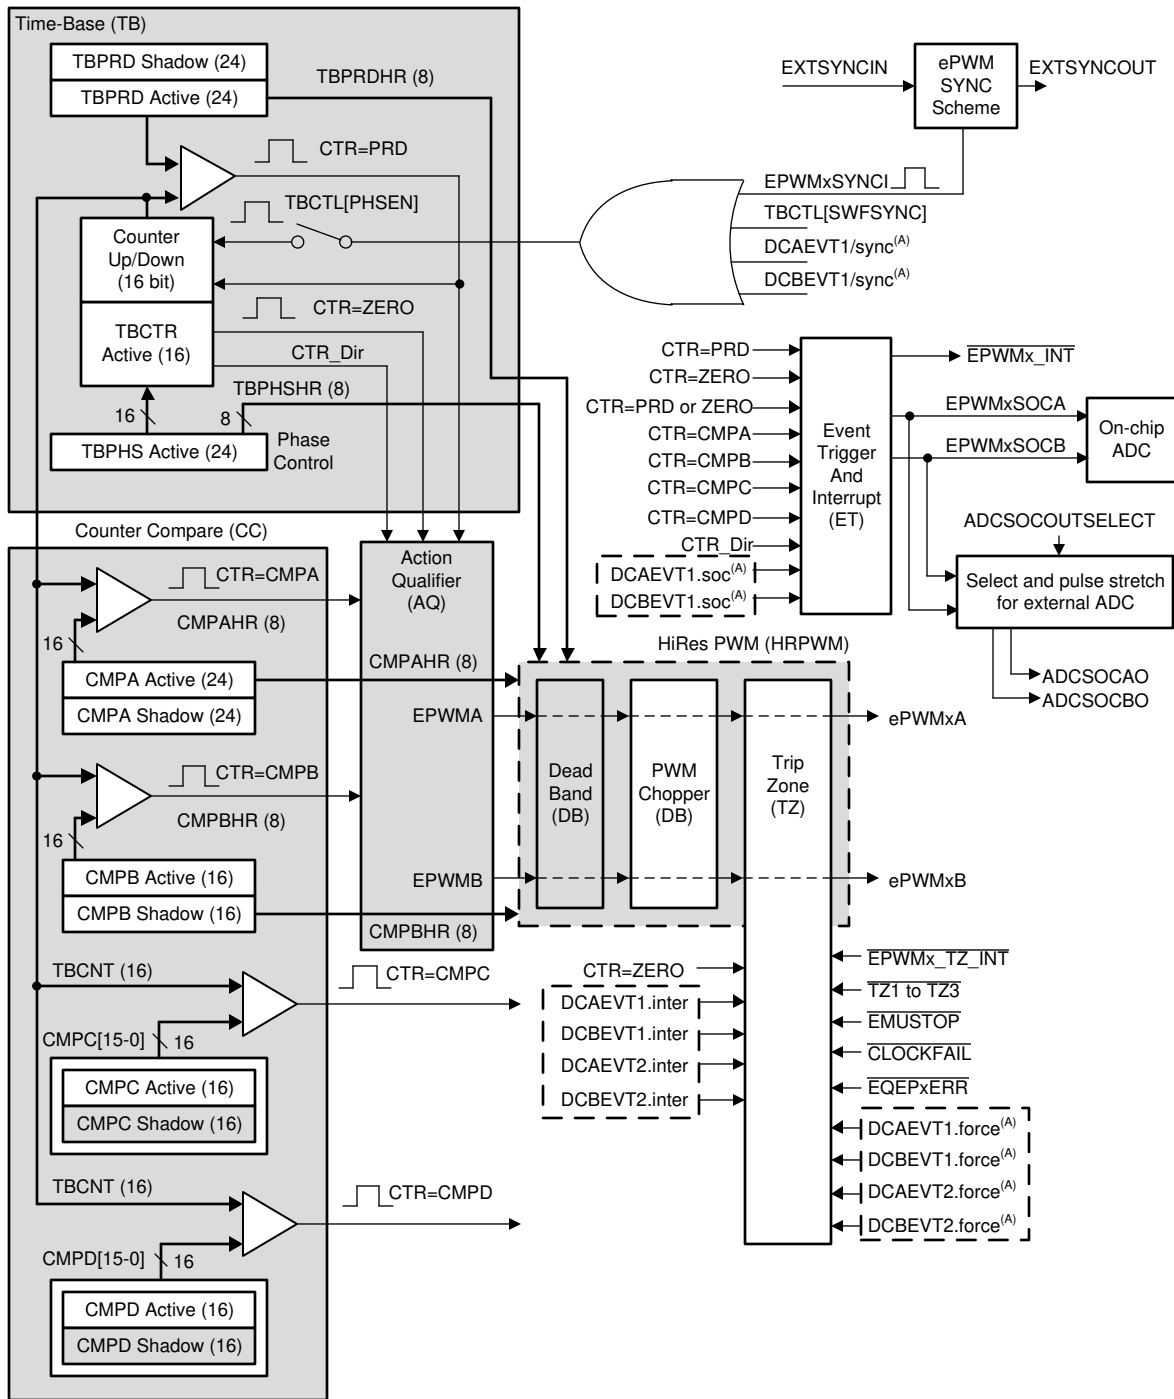 Time-Base (TB)
TBPRD Shadow (24)
TBPRD Active (24)
TBPRDHR (8)
CTR=PRD
TBCTL[PHSEN]
Counter
Up/Down
(16 bit)
CTR=ZERO
TBCTR
Active (16)
CTR_Dir
TBPHSHR (8)
16
8
TBPHS Active (24)
Phase
Control
EXTSYNCIN
ePWM
SYNC
Scheme
EXTSYNCOUT
EPWMxSYNCI
TBCTL[SWFSYNC]
DCAEVT1/sync(A)
DCBEVT1/sync(A)
CTR=PRD
CTR=ZERO
CTR=PRD or ZERO
CTR=CMPA
CTR=CMPB
CTR=CMPC
CTR=CMPD
CTR_Dir
DCAEVT1.soc(A)
DCBEVT1.soc(A)
Event
Trigger
And
Interrupt
(ET)
EPWMx_INT
EPWMxSOCA
EPWMxSOCB
On-chip
ADC
ADCSOCOUTSELECT
Select and pulse stretch
for external ADC
ADCSOCAO
ADCSOCBO
Counter Compare (CC)
CTR=CMPA
CMPAHR (8)
16
CMPA Active (24)
CMPA Shadow (24)
CTR=CMPB
CMPBHR (8)
16
CMPB Active (16)
CMPB Shadow (16)
TBCNT (16)
CTR=CMPC
CMPC[15-0]
16
CMPC Active (16)
CMPC Shadow (16)
TBCNT (16)
CTR=CMPD
CMPD[15-0]
16
CMPD Active (16)
CMPD Shadow (16)
Action
Qualifier
(AQ)
CMPAHR (8)
EPWMA
EPWMB
CMPBHR (8)
HiRes PWM (HRPWM)
Dead
Band
(DB)
PWM
Chopper
(DB)
Trip
Zone
(TZ)
ePWMxA
ePWMxB
CTR=ZERO
DCAEVT1.inter
DCBEVT1.inter
DCAEVT2.inter
DCBEVT2.inter
EPWMx_TZ_INT
TZ1 to TZ3
EMUSTOP
CLOCKFAIL
EQEPxERR
DCAEVT1.force(A)
DCBEVT1.force(A)
DCAEVT2.force(A)
DCBEVT2.force(A)